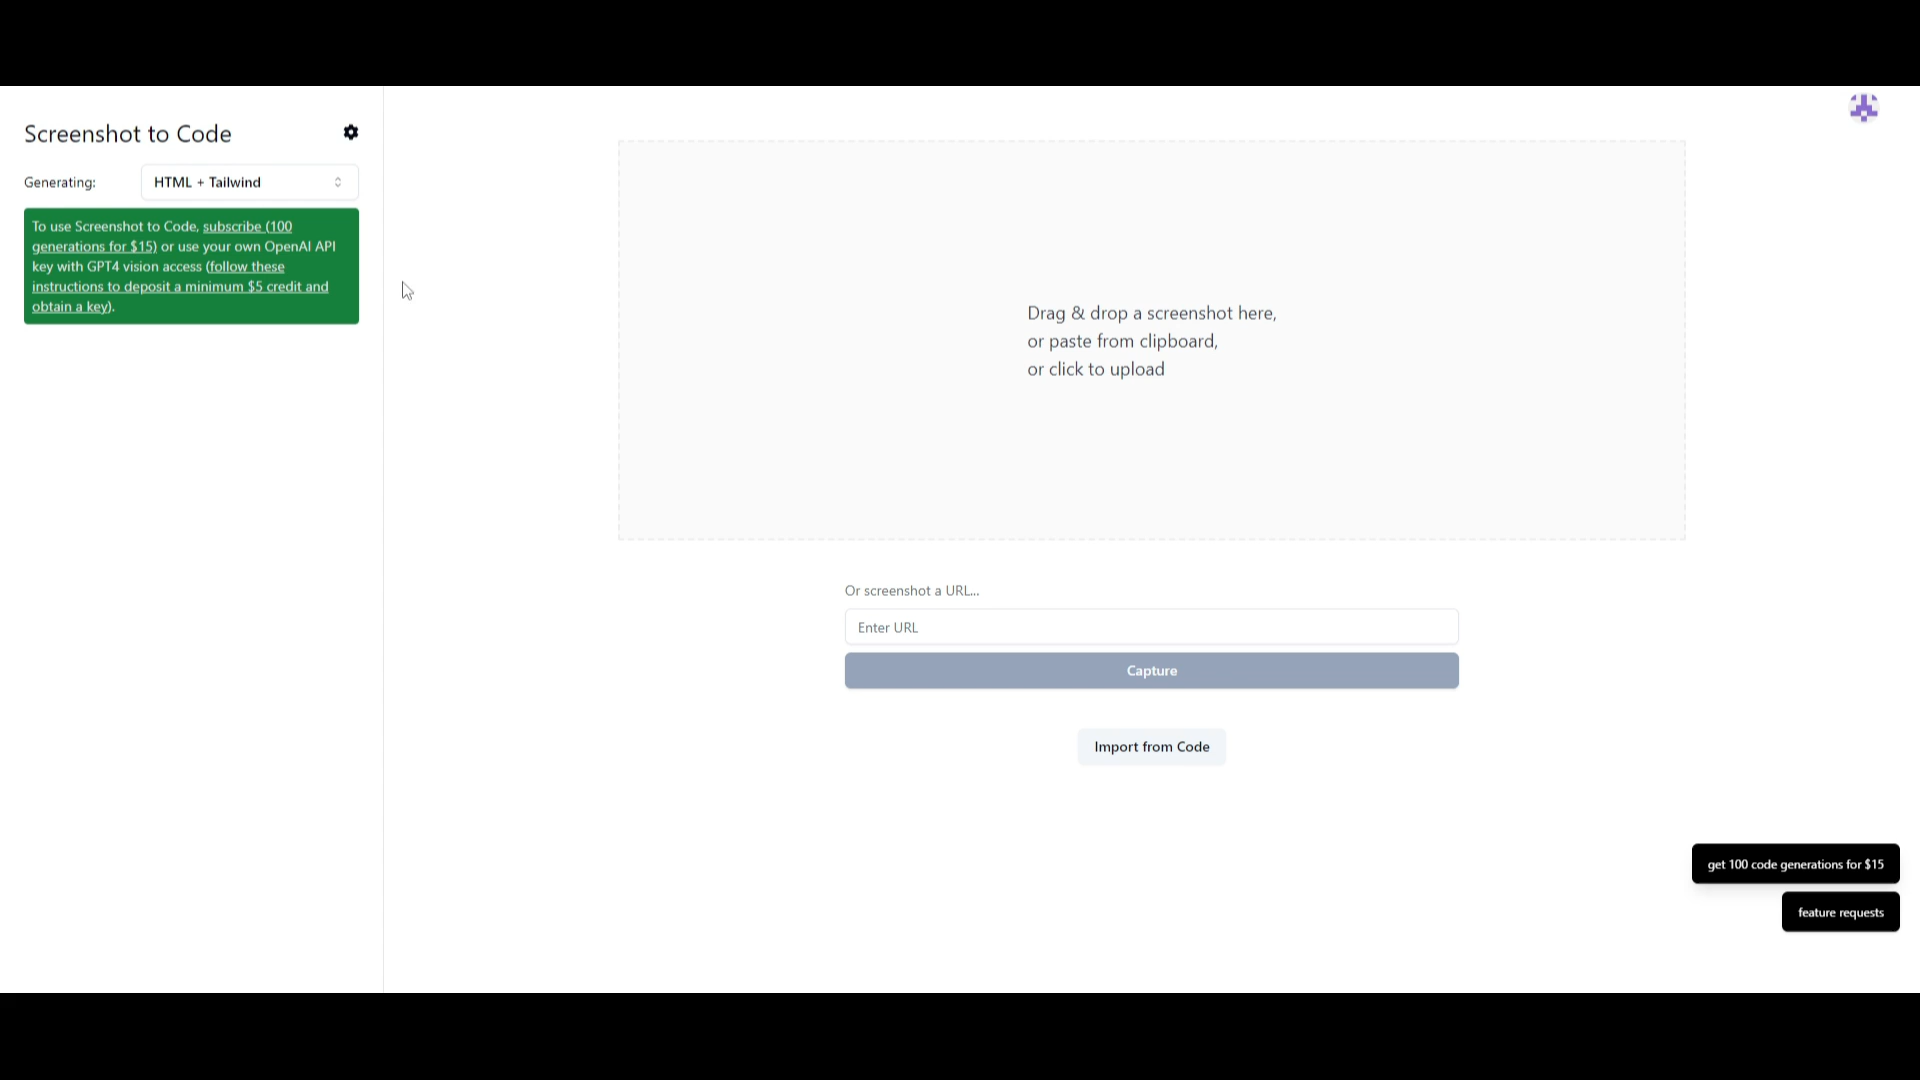 Screenshot to Code
Generating:
HTML + Tailwind
To use Screenshot to Code, subscribe (100
generations for $15) or use your own OpenAI API
key with GPT4 vision access (follow these
instructions to deposit a minimum $5 credit and
obtain a key).
Drag & drop a screenshot here,
or paste from clipboard,
or click to upload
Or screenshot a URL...
Enter URL
Capture
Import from Code
get 100 code generations for $15
feature requests